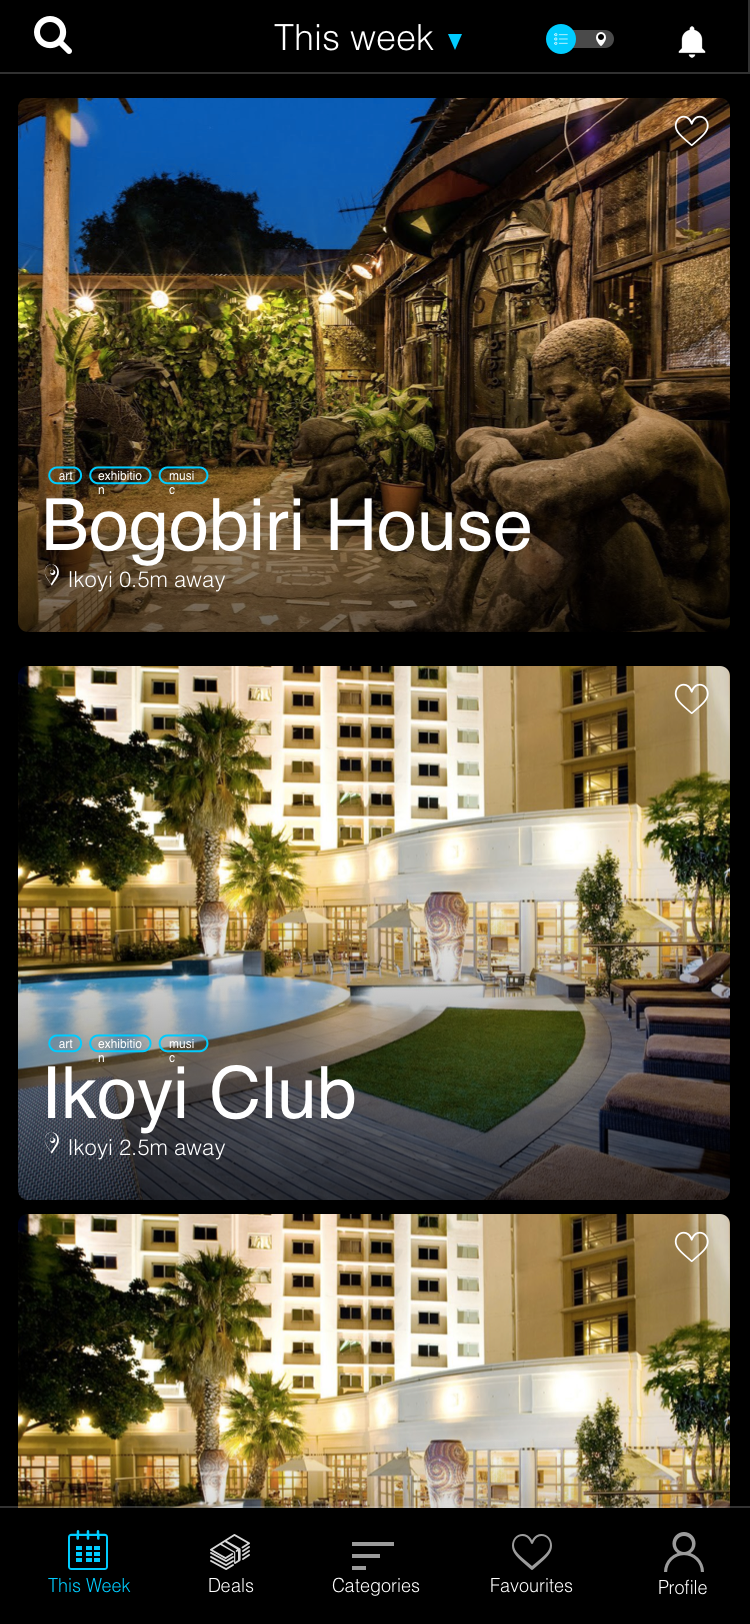 This week
art exhibitio musi
n c
Bogobiri House
Ikoyi 0.5m away
art exhibitio musi
n c
Ikoyi Club
Ikoyi 2.5m away
This Week Deals Categories Favourites Profile